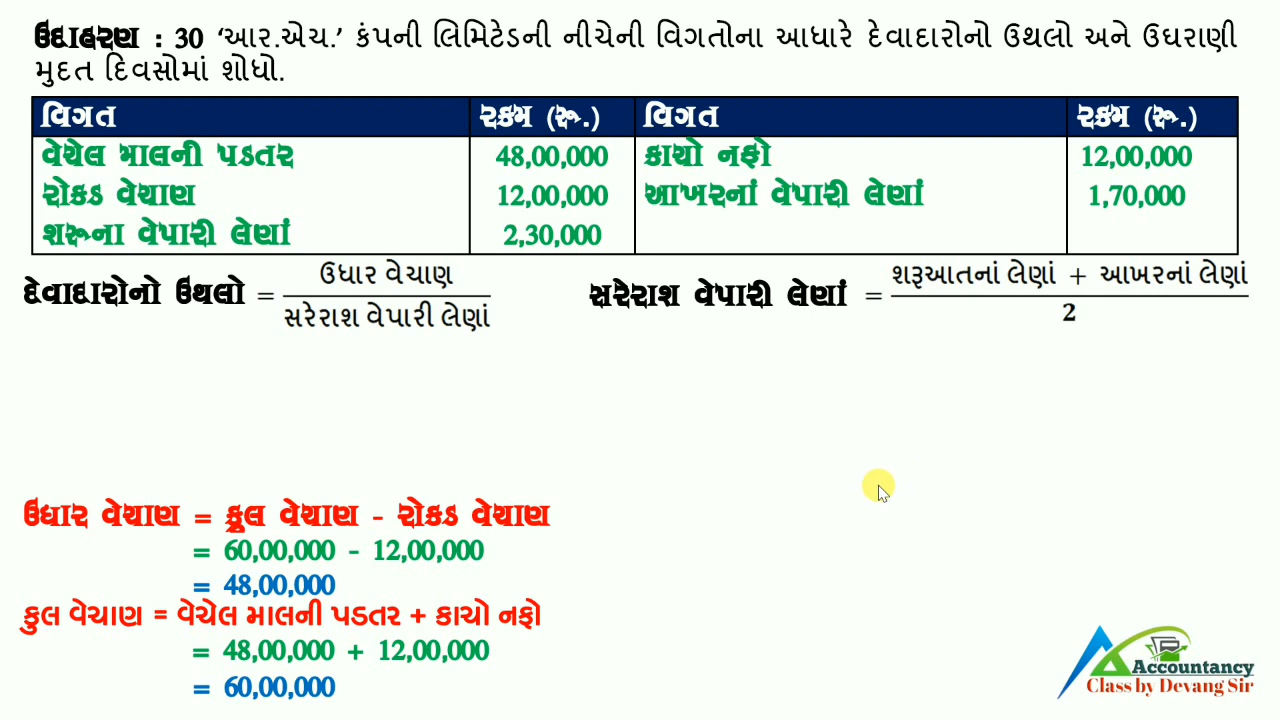 ઉદાહરણ : 30 ‘આર.એચ.’ કંપની લિમિટેડની નીચેની વિગતોના આધારે દેવાદારોનો ઉથલો અને ઉઘરાણી
મુદત દિવસોમાં શોધો.
વિગત રકમ (રૂ.) વિગત રકમ (રૂ.)
વેચેલ માલની પડતર 48,00,000 કાચો નફો 12,00,000
રોકડ વેચાણ 12,00,000 આખરનાં વેપારી લેણાં 1,70,000
શરૂના વેપારી લેણાં 2,30,000
દેવાદારોનો ઉથલો = ઉધાર વેચાણ
સરેરાશ વેપારી લેણાં
સરેરાશ વેપારી લેણાં = શરૂઆતનાં લેણાં + આખરનાં લેણાં
2
ઉધાર વેચાણ = કુલ વેચાણ - રોકડ વેચાણ
= 60,00,000 - 12,00,000
= 48,00,000
કુલ વેચાણ = વેચેલ માલની પડતર + કાચો નફો
= 48,00,000 + 12,00,000
= 60,00,000
Accountancy
Class by Devang Sir